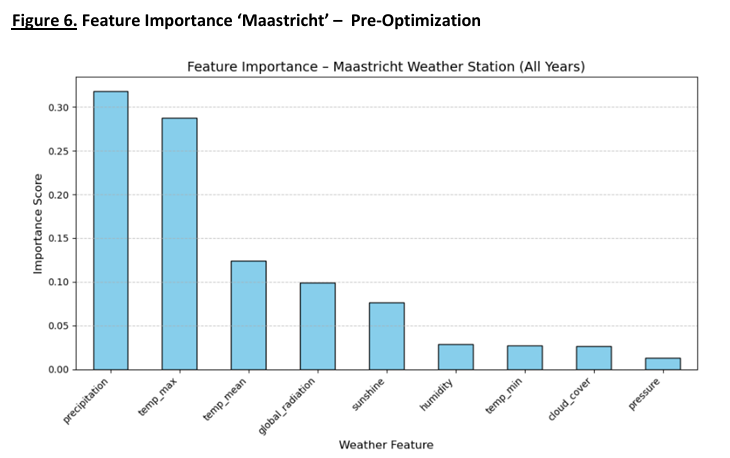 Figure 6. Feature Importance ‘Maastricht’ – Pre-Optimization
Feature Importance – Maastricht Weather Station (All Years)
Importance Score
0.30
0.25
0.20
0.15
0.10
0.05
0.00
precipitation
temp_max
temp_mean
global_radiation
sunshine
humidity
temp_min
cloud_cover
pressure
Weather Feature